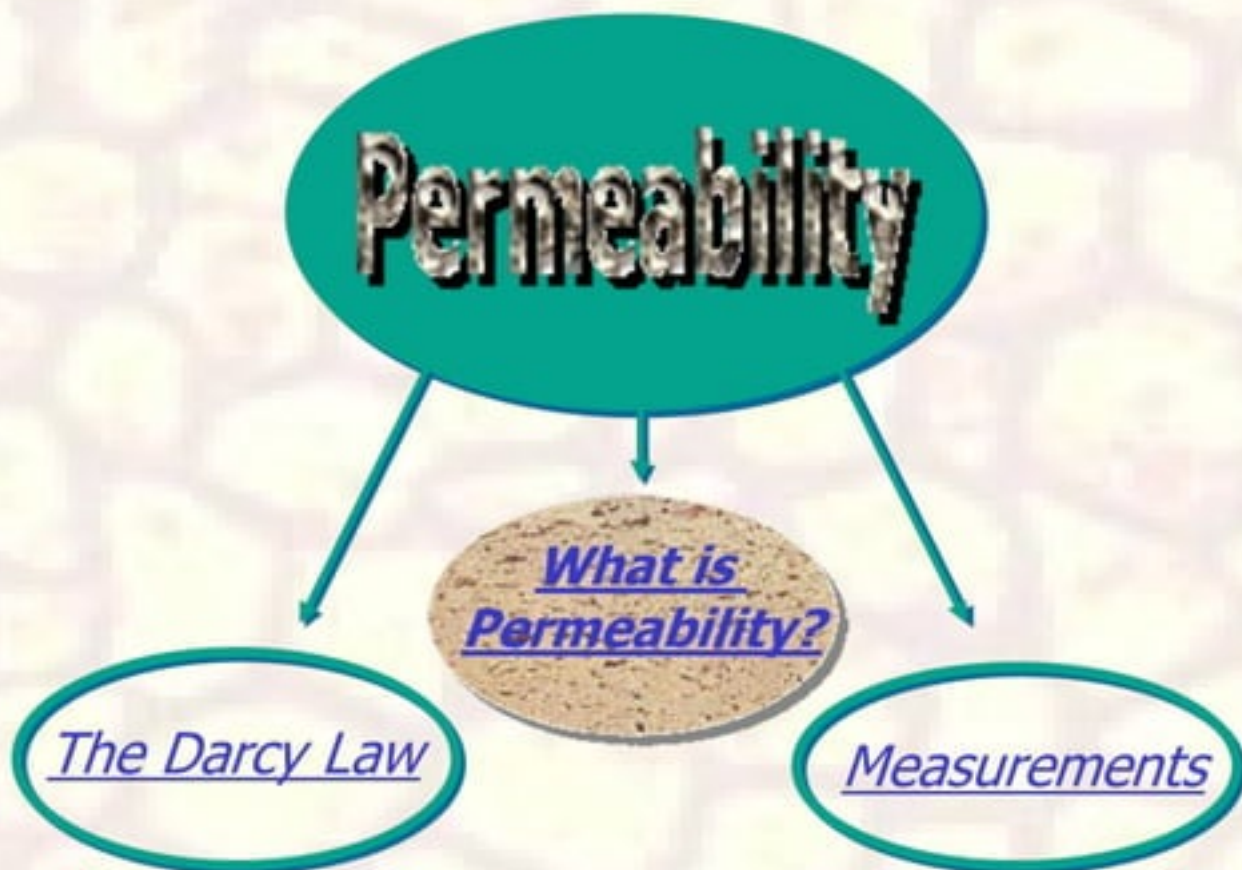 Permeability
What is
Permeability?
The Darcy Law
Measurements